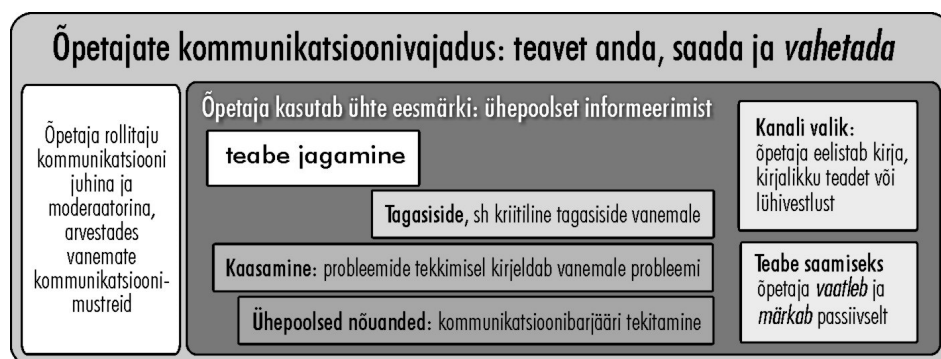 Õpetajate kommunikatsioonivajadus: teavet anda, saada ja vahetada
Õpetaja rollitaju
kommunikatsiooni
juhina ja
moderaatorina,
arvestades
vanemate
kommunikatsiooni-
mustreid
Õpetaja kasutab ühte eesmärki: ühepoolset informeerimist
teabe jagamine
Tagasiside, sh kriitiline tagasiside vanemale
Kaasamine: probleemide tekkimisel kirjeldab vanemale probleemi
Ühepoolsed nõuanded: kommunikatsioonibarjääri tekitamine
Kanali valik:
õpetaja eelistab kirja,
kirjalikku teadet või
lühivestlust
Teabe saamiseks
õpetaja vaatleb ja
märkab passiivselt